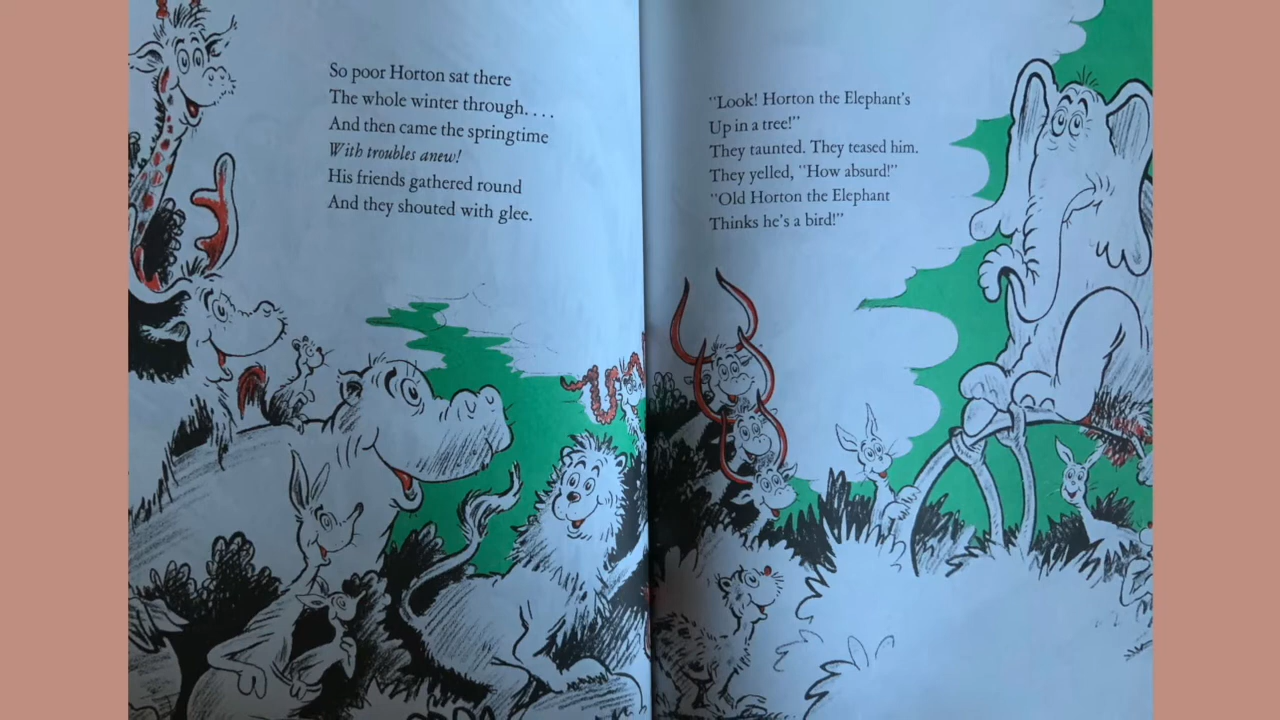 So poor Horton sat there
The whole winter through. . . .
And then came the springtime
With troubles anew!
His friends gathered round
And they shouted with glee.
"Look! Horton the Elephant's
Up in a tree!"
They taunted. They teased him.
They yelled, "How absurd!"
"Old Horton the Elephant
Thinks he's a bird!"